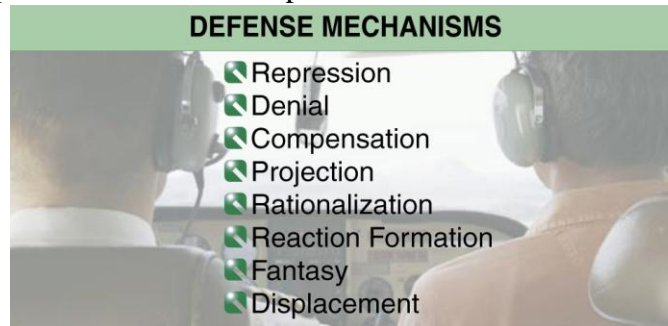 DEFENSE MECHANISMS
Repression
Denial
Compensation
Projection
Rationalization
Reaction Formation
Fantasy
Displacement